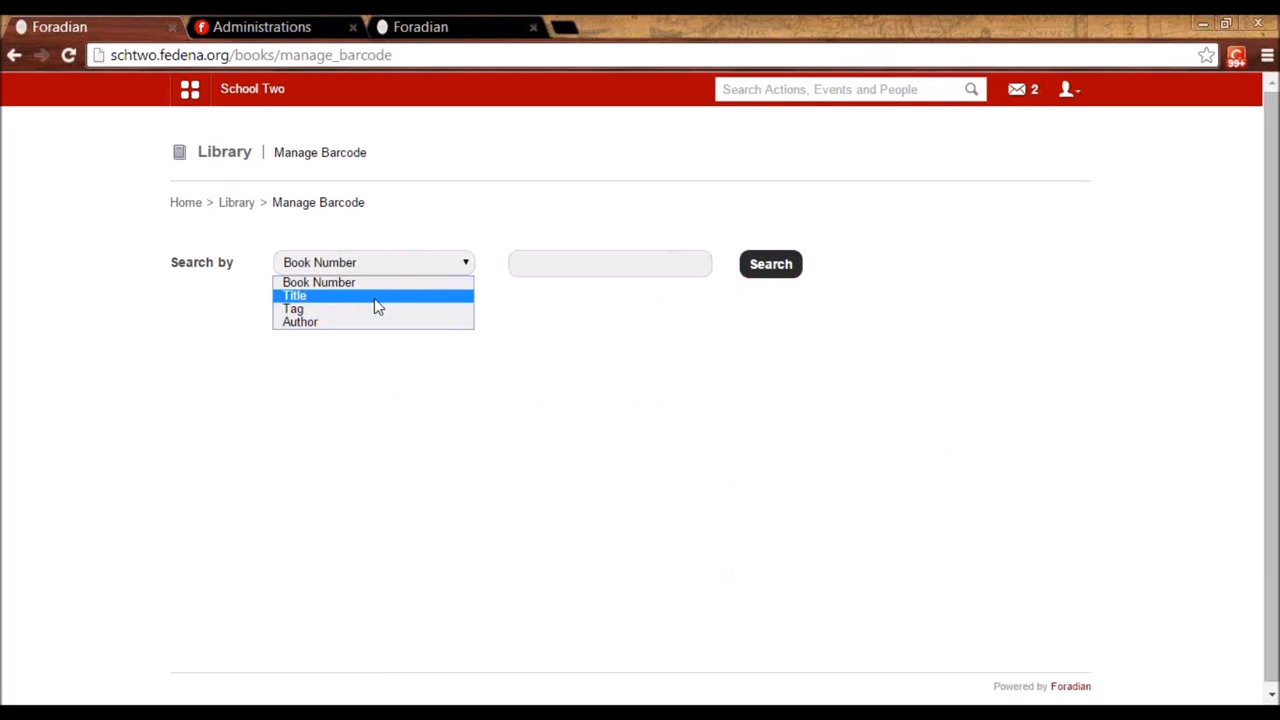 Foradian
Administrations
Foradian
schtwo.fedena.org/books/manage_barcode
99+
School Two
Search Actions, Events and People
2
Library | Manage Barcode
Home > Library > Manage Barcode
Search by
Book Number
Search
Book Number
Title
Tag
Author
Powered by Foradian